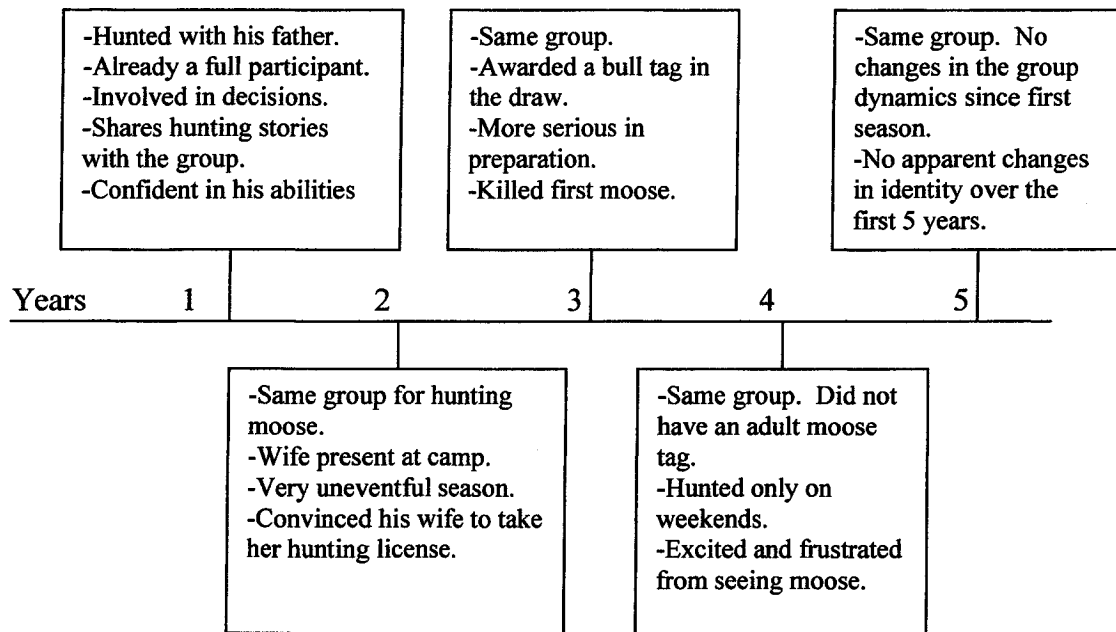 -Hunted with his father.
-Already a full participant.
-Involved in decisions.
-Shares hunting stories
with the group.
-Confident in his abilities
-Same group.
-Awarded a bull tag in
the draw.
-More serious in
preparation.
-Killed first moose.
-Same group.  No
changes in the group
dynamics since first
season.
-No apparent changes
in identity over the
first 5 years.
Years 1 2 3 4 5
-Same group for hunting
moose.
-Wife present at camp.
-Very uneventful season.
-Convinced his wife to take
her hunting license.
-Same group.  Did not
have an adult moose
tag.
-Hunted only on
weekends.
-Excited and frustrated
from seeing moose.